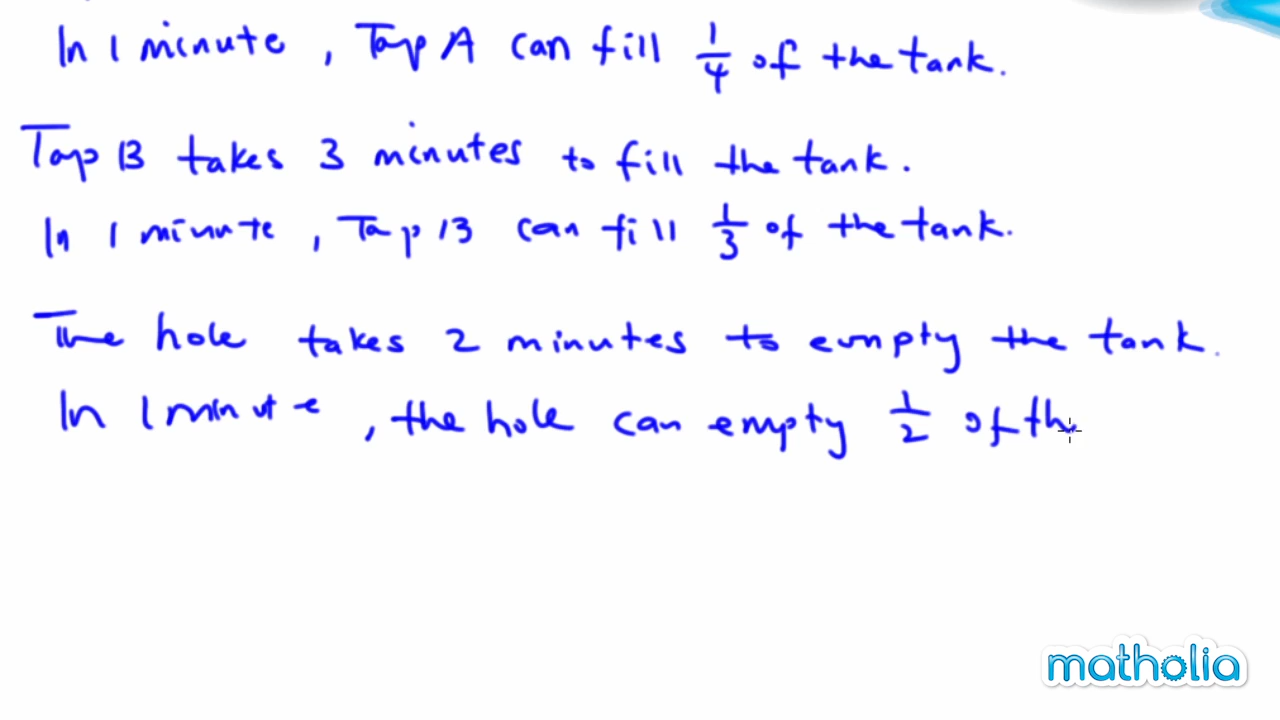 In 1 minute, Tap A can fill 1/4 of the tank.
Tap B takes 3 minutes to fill the tank.
In 1 minute, Tap B can fill 1/3 of the tank.
The hole takes 2 minutes to empty the tank.
In 1 minute, the hole can empty 1/2 of th
matholia